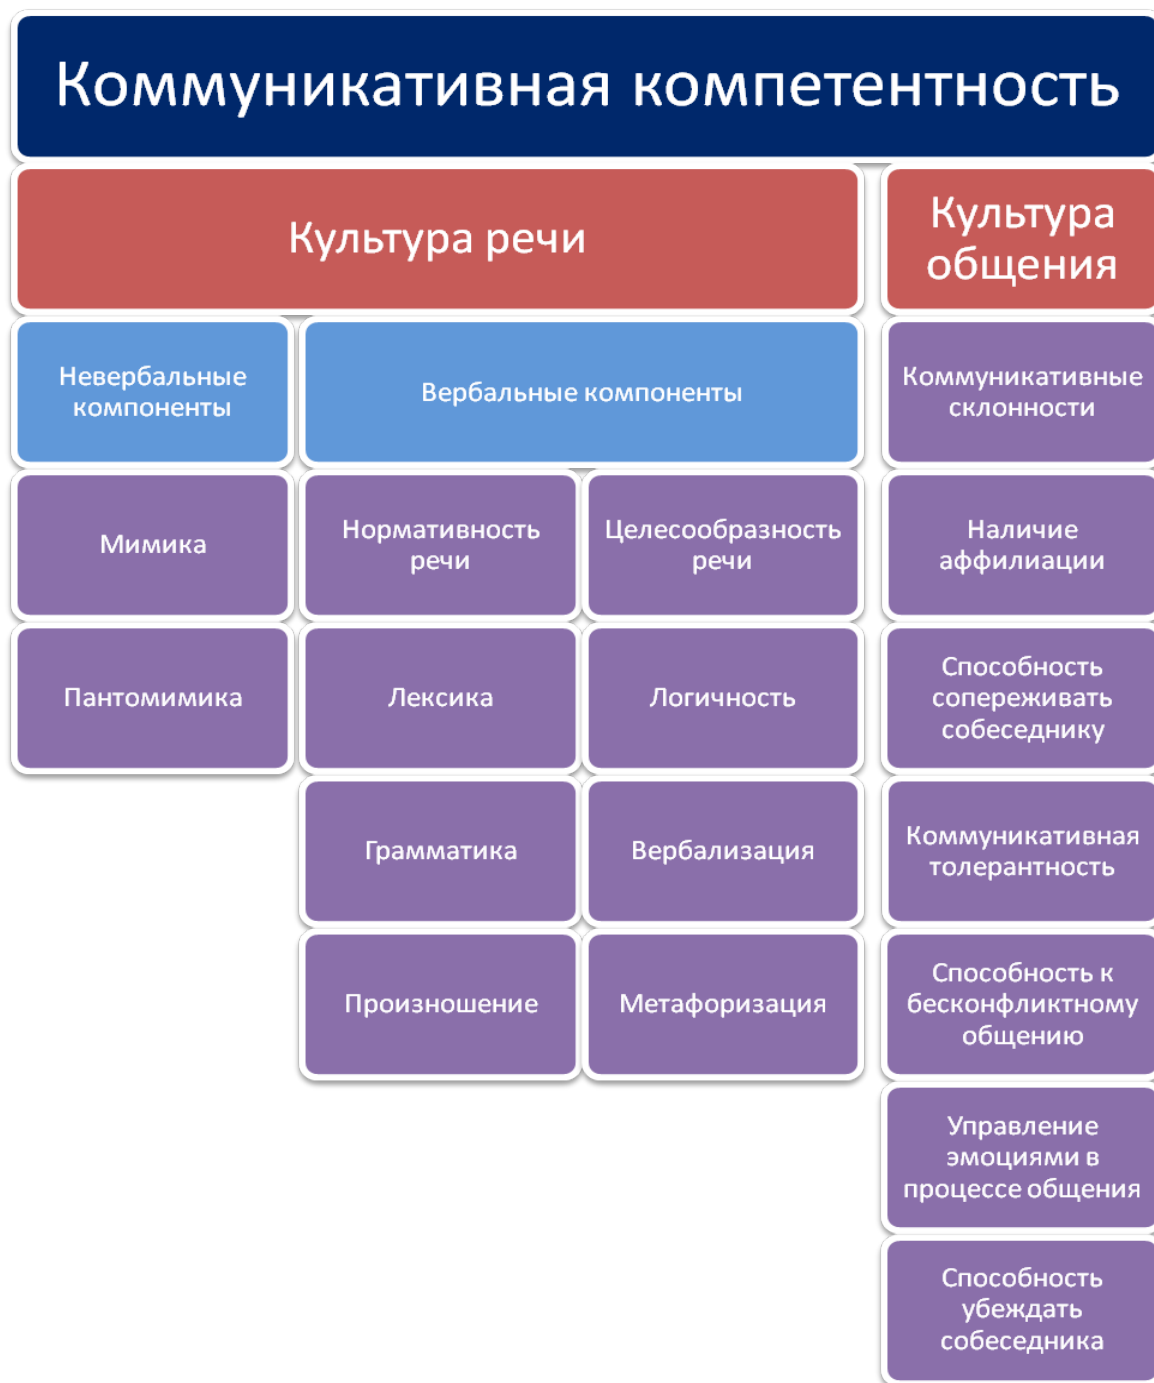 Коммуникативная компетентность
Культура речи
Культура
общения
Невербальные
компоненты
Вербальные компоненты
Коммуникативные
склонности
Мимика
Нормативность
речи
Целесообразность
речи
Наличие
аффилиации
Пантомимика
Лексика
Логичность
Способность
сопереживать
собеседнику
Грамматика
Вербализация
Коммуникативная
толерантность
Произношение
Метафоризация
Способность к
бесконфликтному
общению
Управление
эмоциями в
процессе общения
Способность
убеждать
собеседника